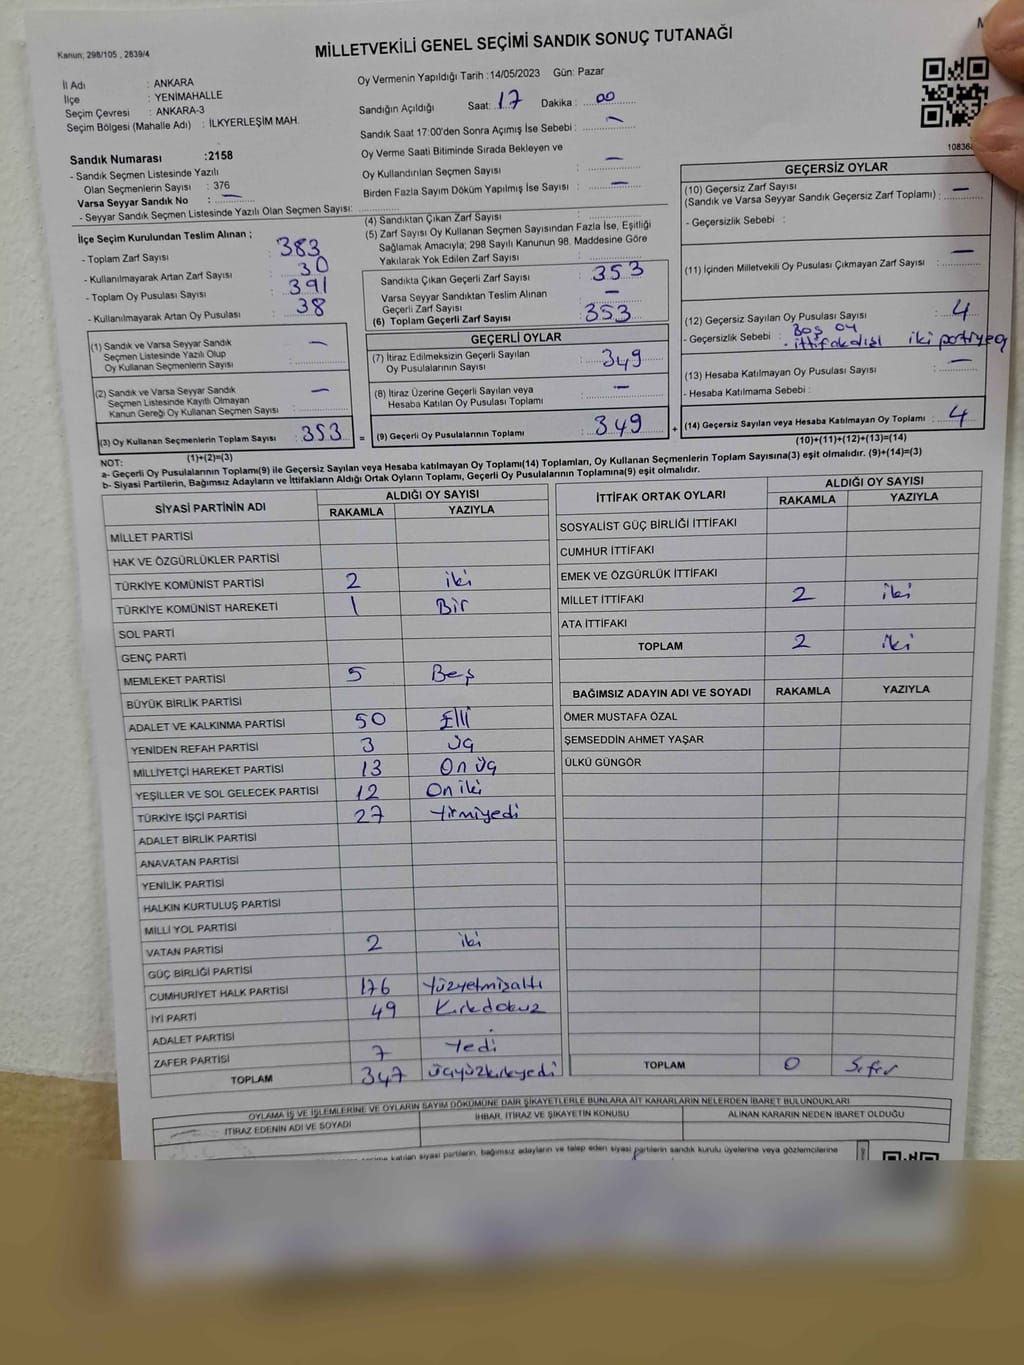 Kanun; 298/105 , 2839/4
MİLLETVEKİLİ GENEL SEÇİMİ SANDIK SONUÇ TUTANAĞI
İl Adı : ANKARA
İlçe : YENİMAHALLE
Seçim Çevresi : ANKARA-3
Seçim Bölgesi (Mahalle Adı) : İLKYERLEŞİM MAH.
Oy Vermenin Yapıldığı Tarih :14/05/2023 Gün: Pazar
Sandığın Açıldığı Saat: 17 Dakika : 00
Sandık Saat 17:00'den Sonra Açımış İse Sebebi : —
Oy Verme Saati Bitiminde Sırada Bekleyen ve
Oy Kullandırılan Seçmen Sayısı : —
Birden Fazla Sayım Döküm Yapılmış İse Sayısı : —
Sandık Numarası :2158
- Sandık Seçmen Listesinde Yazılı
Olan Seçmenlerin Sayısı : 376
Varsa Seyyar Sandık No : —
- Seyyar Sandık Seçmen Listesinde Yazılı Olan Seçmen Sayısı:
İlçe Seçim Kurulundan Teslim Alınan ;
- Toplam Zarf Sayısı : 383
- Kullanılmayarak Artan Zarf Sayısı : 30
- Toplam Oy Pusulası Sayısı : 391
- Kullanılmayarak Artan Oy Pusulası : 38
(1) Sandık ve Varsa Seyyar Sandık
Seçmen Listesinde Yazılı Olup
Oy Kullanan Seçmenlerin Sayısı : —
(2) Sandık ve Varsa Seyyar Sandık
Seçmen Listesinde Kayıtlı Olmayan
Kanun Gereği Oy Kullanan Seçmen Sayısı : —
(3) Oy Kullanan Seçmenlerin Toplam Sayısı : 353
(1)+(2)=(3)
(4) Sandıktan Çıkan Zarf Sayısı :
(5) Zarf Sayısı Oy Kullanan Seçmen Sayısından Fazla İse, Eşitliği
Sağlamak Amacıyla; 298 Sayılı Kanunun 98. Maddesine Göre
Yakılarak Yok Edilen Zarf Sayısı :
Sandıkta Çıkan Geçerli Zarf Sayısı : 353
Varsa Seyyar Sandıktan Teslim Alınan
Geçerli Zarf Sayısı : —
(6) Toplam Geçerli Zarf Sayısı : 353
GEÇERLİ OYLAR
(7) İtiraz Edilmeksizin Geçerli Sayılan
Oy Pusulalarının Sayısı : 349
(8) İtiraz Üzerine Geçerli Sayılan veya
Hesaba Katılan Oy Pusulası Toplamı : —
= (9) Geçerli Oy Pusulalarının Toplamı : 349
GEÇERSİZ OYLAR
(10) Geçersiz Zarf Sayısı
(Sandık ve Varsa Seyyar Sandık Geçersiz Zarf Toplamı) : —
- Geçersizlik Sebebi :
(11) İçinden Milletvekili Oy Pusulası Çıkmayan Zarf Sayısı : —
(12) Geçersiz Sayılan Oy Pusulası Sayısı : 4
- Geçersizlik Sebebi : Boş oy
. ittifakdışı iki partiyeq
(13) Hesaba Katılmayan Oy Pusulası Sayısı : —
- Hesaba Katılmama Sebebi :
+ (14) Geçersiz Sayılan veya Hesaba Katılmayan Oy Toplamı : 4
(10)+(11)+(12)+(13)=(14)
NOT:
a- Geçerli Oy Pusulalarının Toplamı(9) ile Geçersiz Sayılan veya Hesaba katılmayan Oy Toplamı(14) Toplamları, Oy Kullanan Seçmenlerin Toplam Sayısına(3) eşit olmalıdır. (9)+(14)=(3)
b- Siyasi Partilerin, Bağımsız Adayların ve İttifakların Aldığı Ortak Oyların Toplamı, Geçerli Oy Pusulalarının Toplamına(9) eşit olmalıdır.
SİYASİ PARTİNİN ADI ALDIĞI OY SAYISI
RAKAMLA YAZIYLA
MİLLET PARTİSİ
HAK VE ÖZGÜRLÜKLER PARTİSİ
TÜRKİYE KOMÜNİST PARTİSİ 2 iki
TÜRKİYE KOMÜNİST HAREKETİ 1 Bir
SOL PARTİ
GENÇ PARTİ
MEMLEKET PARTİSİ 5 Beş
BÜYÜK BİRLİK PARTİSİ
ADALET VE KALKINMA PARTİSİ 50 Elli
YENİDEN REFAH PARTİSİ 3 üç
MİLLİYETÇİ HAREKET PARTİSİ 13 On üç
YEŞİLLER VE SOL GELECEK PARTİSİ 12 On iki
TÜRKİYE İŞÇİ PARTİSİ 27 Yirmiyedi
ADALET BİRLİK PARTİSİ
ANAVATAN PARTİSİ
YENİLİK PARTİSİ
HALKIN KURTULUŞ PARTİSİ
MİLLİ YOL PARTİSİ
VATAN PARTİSİ 2 iki
GÜÇ BİRLİĞİ PARTİSİ
CUMHURİYET HALK PARTİSİ 176 Yüzyetmişaltı
İYİ PARTİ 49 Kırkdokuz
ADALET PARTİSİ
ZAFER PARTİSİ 7 Yedi
TOPLAM 347 üçyüzkırkyedi
İTTİFAK ORTAK OYLARI ALDIĞI OY SAYISI
RAKAMLA YAZIYLA
SOSYALİST GÜÇ BİRLİĞİ İTTİFAKI
CUMHUR İTTİFAKI
EMEK VE ÖZGÜRLÜK İTTİFAKI
MİLLET İTTİFAKI 2 iki
ATA İTTİFAKI
TOPLAM 2 iki
BAĞIMSIZ ADAYIN ADI VE SOYADI RAKAMLA YAZIYLA
ÖMER MUSTAFA ÖZAL
ŞEMSEDDİN AHMET YAŞAR
ÜLKÜ GÜNGÖR
TOPLAM 0 Sıfır
OYLAMA İŞ VE İŞLEMLERİNE VE OYLARIN SAYIM DÖKÜMÜNE DAİR ŞİKAYETLERLE BUNLARA AİT KARARLARIN NELERDEN İBARET BULUNDUKLARI
İTİRAZ EDENİN ADI VE SOYADI İHBAR, İTİRAZ VE ŞİKAYETİN KONUSU ALINAN KARARIN NEDEN İBARET OLDUĞU
katılan siyasi partilerin, bağımsız adayların ve talep eden siyasi partilerin sandık kurulu üyelerine veya gözlemcilerine